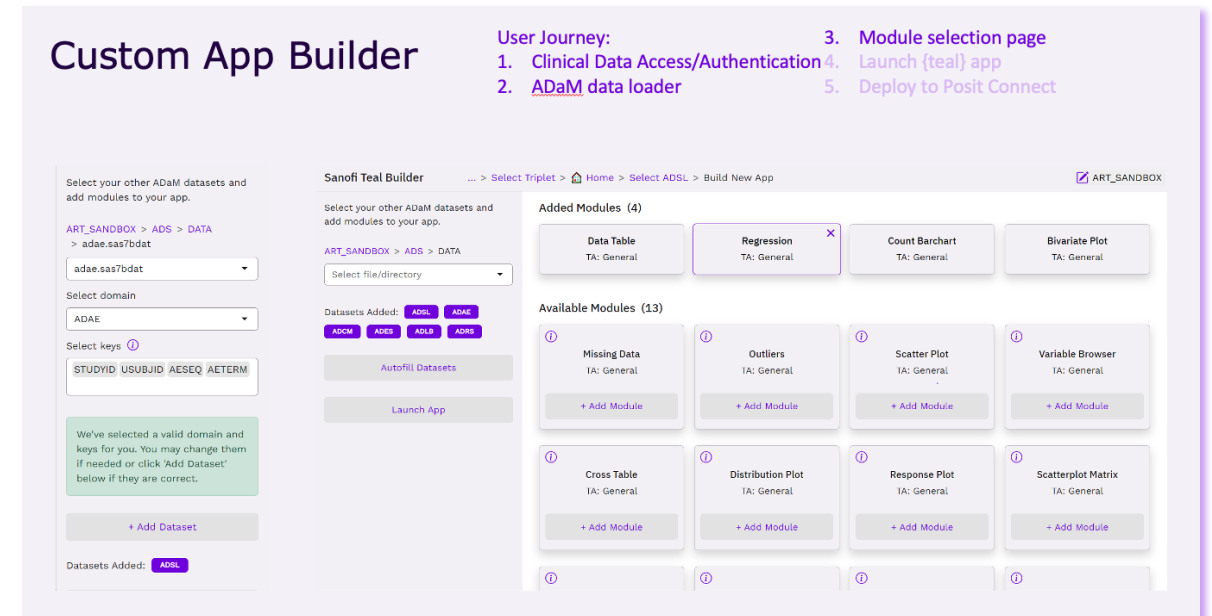 Custom App Builder
User Journey:
1. Clinical Data Access/Authentication
2. ADaM data loader
3. Module selection page
4. Launch {teal} app
5. Deploy to Posit Connect
Select your other ADaM datasets and
add modules to your app.
ART_SANDBOX > ADS > DATA
> adae.sas7bdat
adae.sas7bdat
Select domain
ADAE
Select keys
STUDYID USUBJID AESEQ AETERM
We've selected a valid domain and
keys for you. You may change them
if needed or click 'Add Dataset'
below if they are correct.
+ Add Dataset
Datasets Added: ADSL
Sanofi Teal Builder
... > Select Triplet > Home > Select ADSL > Build New App
ART_SANDBOX
Select your other ADaM datasets and
add modules to your app.
ART_SANDBOX > ADS > DATA
Select file/directory
Datasets Added: ADSL ADAE
ADCM ADES ADLB ADRS
Autofill Datasets
Launch App
Added Modules (4)
Data Table
TA: General
Regression
TA: General
Count Barchart
TA: General
Bivariate Plot
TA: General
Available Modules (13)
Missing Data
TA: General
+ Add Module
Outliers
TA: General
+ Add Module
Scatter Plot
TA: General
+ Add Module
Variable Browser
TA: General
+ Add Module
Cross Table
TA: General
+ Add Module
Distribution Plot
TA: General
+ Add Module
Response Plot
TA: General
+ Add Module
Scatterplot Matrix
TA: General
+ Add Module